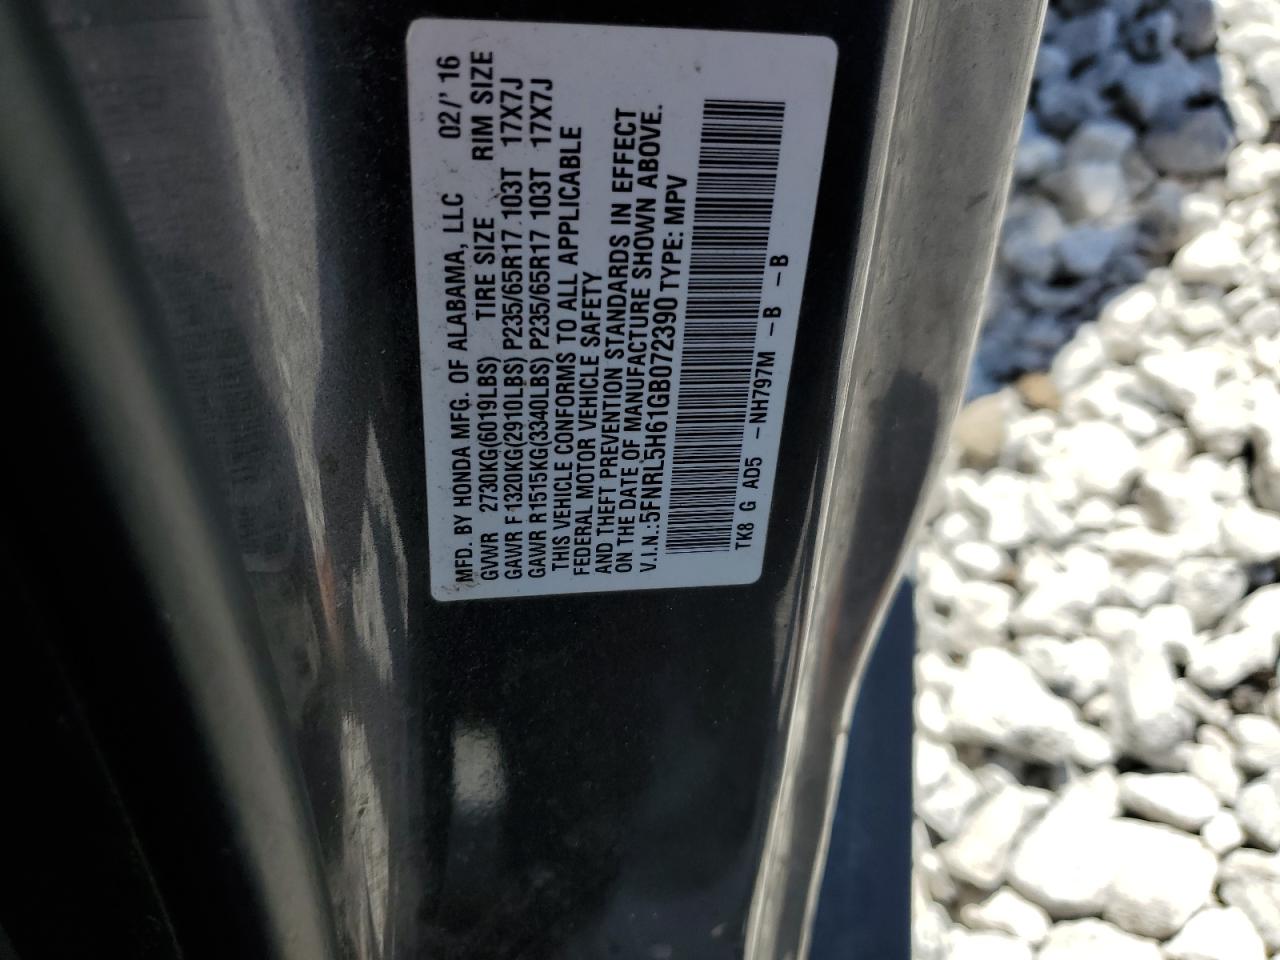 MFD. BY HONDA MFG. OF ALABAMA, LLC 02/' 16
GVWR 2730KG(6019LBS) TIRE SIZE RIM SIZE
GAWR F1320KG(2910LBS) P235/65R17 103T 17X7J
GAWR R1515KG(3340LBS) P235/65R17 103T 17X7J
THIS VEHICLE CONFORMS TO ALL APPLICABLE
FEDERAL MOTOR VEHICLE SAFETY
AND THEFT PREVENTION STANDARDS IN EFFECT
ON THE DATE OF MANUFACTURE SHOWN ABOVE.
V.I.N.:5FNRL5H61GB072390 TYPE: MPV
TK8 G AD5 -NH797M -B -B